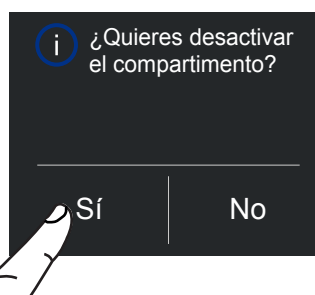 i ¿Quieres desactivar
el compartimento?
Sí No